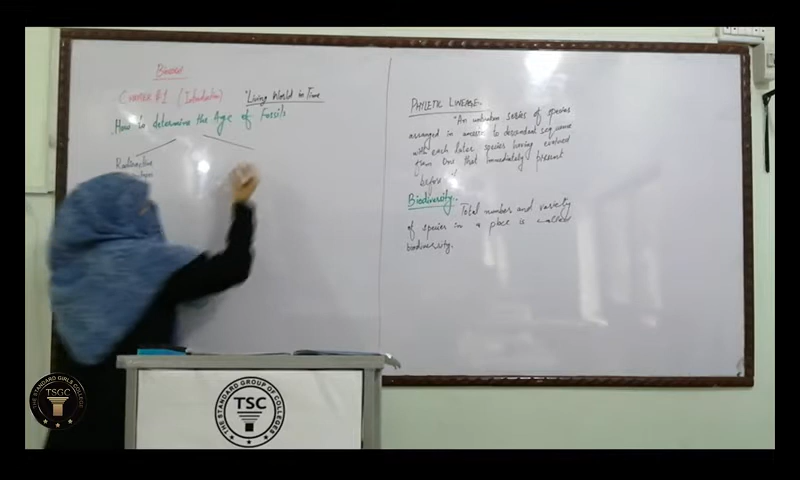 CHAPTER #1 (Introduction) "Living World in Time
How to determine the Age of Fossils
Radioactive
PHYLETIC LINEAGE.
"An unbroken series of species
arranged in ancestor to descendant sequence
with each later species having evolved
from one that immediately present
before it
Biodiversity.
Total number and variety
of species in a place is called
biodiversity.
TSC
THE STANDARD GROUP OF COLLEGES
TSGC
THE STANDARD GIRLS COLLEGE